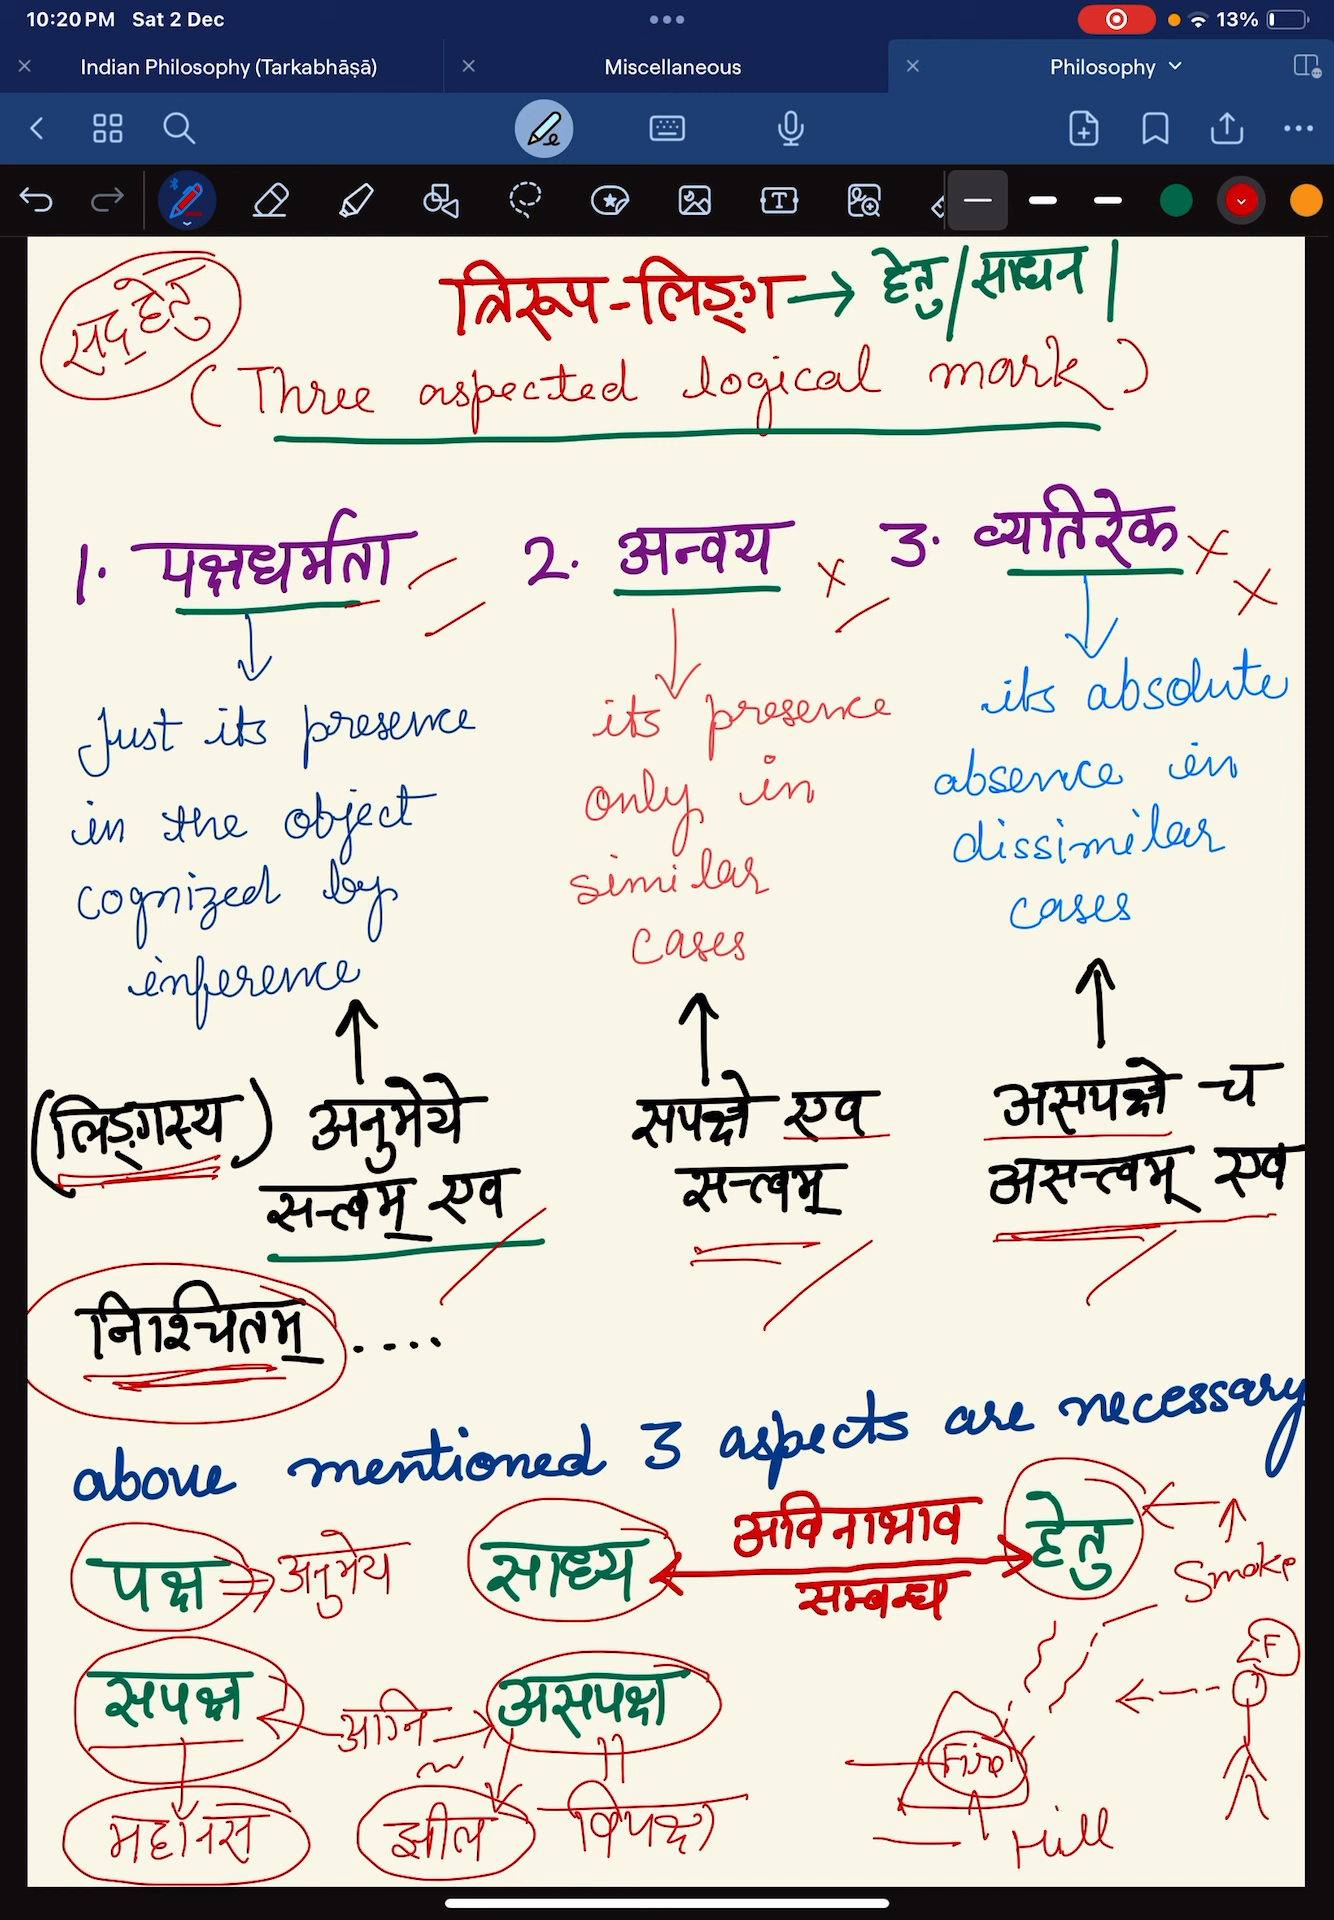 10:20 PM Sat 2 Dec
13%
Indian Philosophy (Tarkabhāṣā)
Miscellaneous
Philosophy
सद् हेतु
त्रिरूप-लिङ्ग → हेतु/साधन |
(Three aspected logical mark)
1. पक्षधर्मता 2. अन्वय x 3. व्यतिरेक x x
Just its presence
in the object
cognized by
inference
its presence
only in
similar
cases
its absolute
absence in
dissimilar
cases
(लिङ्गस्य) अनुमेये
सत्त्वम् एव
सपक्षे एव
सत्त्वम्
असपक्षे च
असत्त्वम् एव
निश्चितम् ....
above mentioned 3 aspects are necessary
पक्ष → अनुमेय
साध्य
अविनाभाव
सम्बन्ध
हेतु
Smoke
F
सपक्ष
अग्नि
असपक्ष
Fire
महानस
झील
विपक्ष
Hill